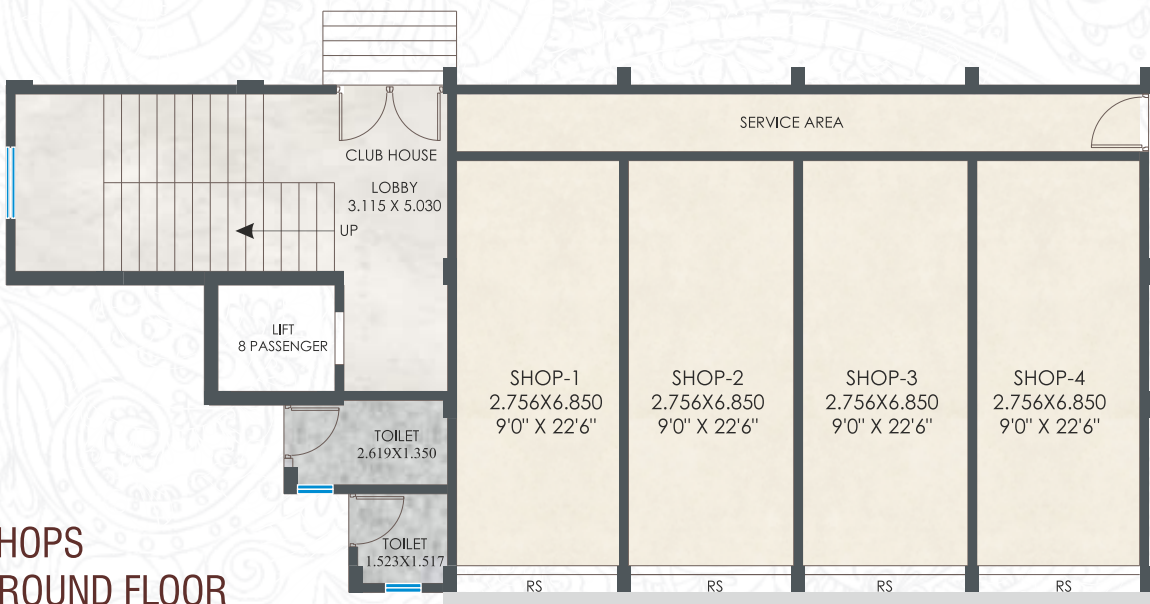 SERVICE AREA
CLUB HOUSE
LOBBY
3.115 X 5.030
UP
LIFT
8 PASSENGER
SHOP-1
2.756X6.850
9'0" X 22'6"
SHOP-2
2.756X6.850
9'0" X 22'6"
SHOP-3
2.756X6.850
9'0" X 22'6"
SHOP-4
2.756X6.850
9'0" X 22'6"
TOILET
2.619X1.350
TOILET
1.523X1.517
HOPS
ROUND FLOOR
RS
RS
RS
RS